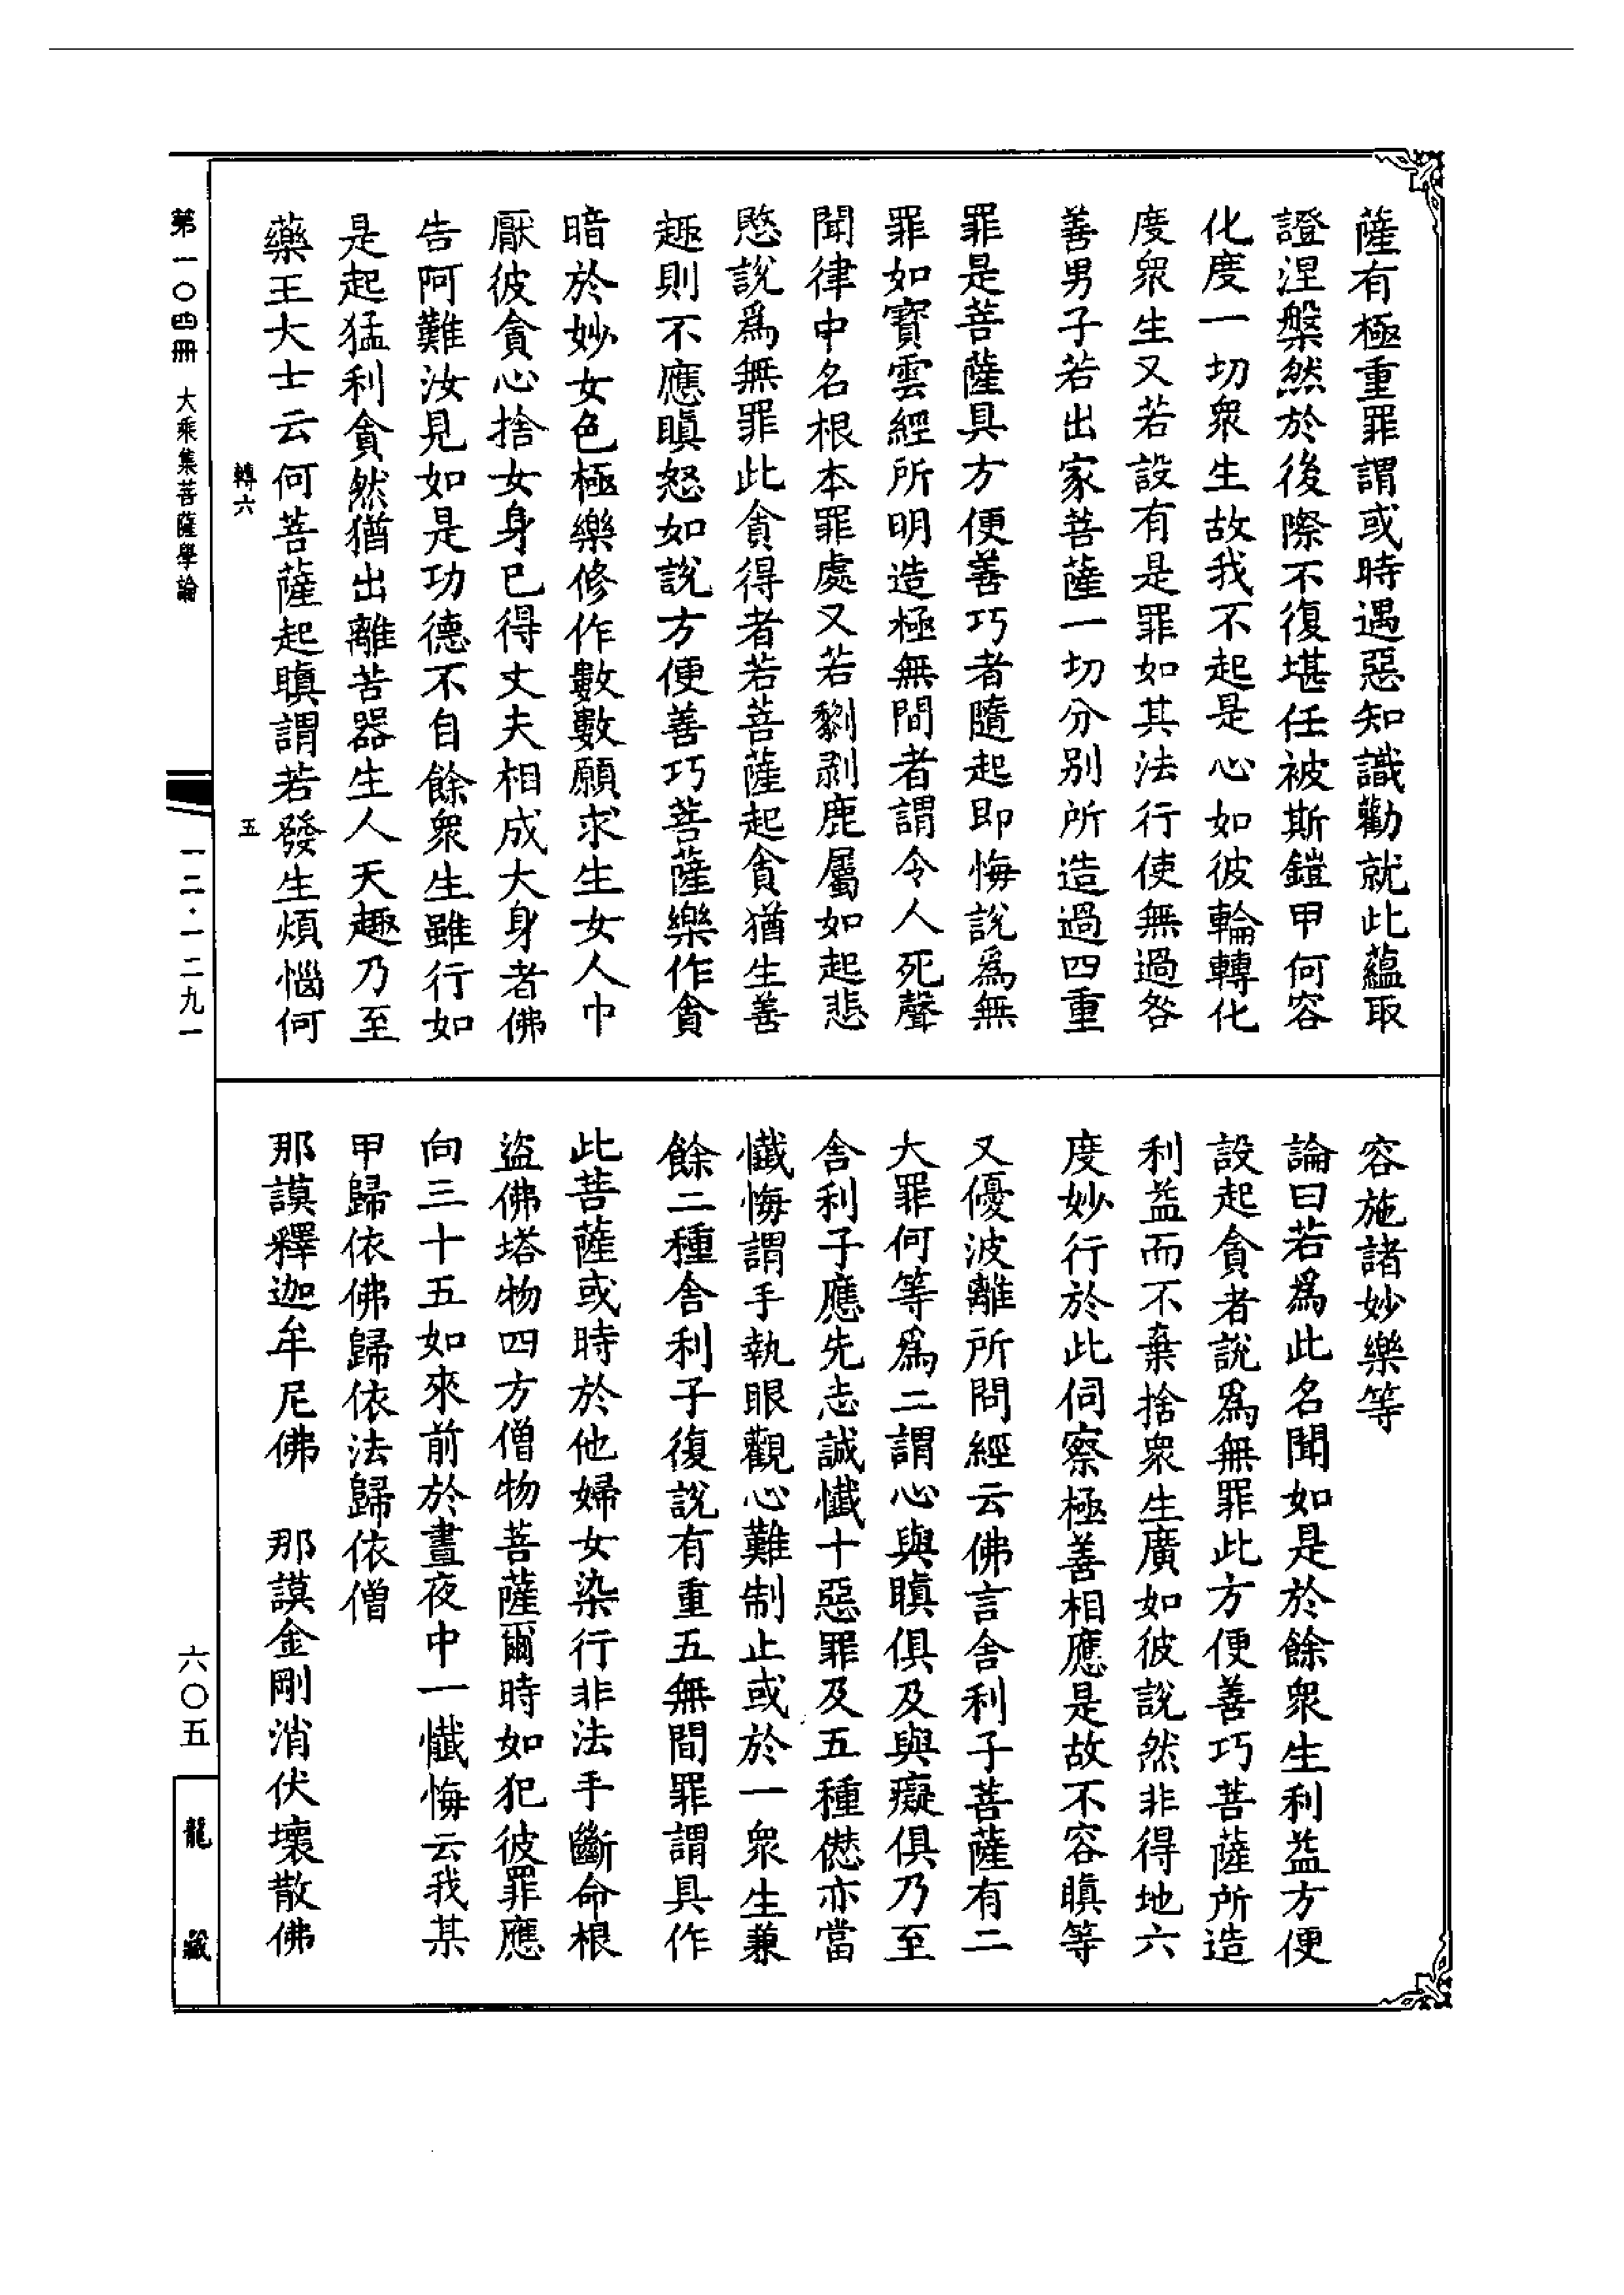 薩有極重罪謂或時遇惡知識勸就此蘊取
證涅槃然於後際不復堪任被斯鎧甲何容
化度一切衆生故我不起是心如彼輪轉化
度衆生又若設有是罪如其法行使無過咎
善男子若出家菩薩一切分別所造過四重
罪是菩薩具方便善巧者隨起即悔說爲無
罪如寳雲經所明造極無間者謂令人死聲
聞律中名根本罪處又若黎剥鹿屬如起悲
愍說爲無罪此貪得者若菩薩起貪猶生善
趣則不應瞋怒如說方便善巧菩薩樂作貪
暗於妙女色極樂修作數數願求生女人中
厭彼貪心捨女身已得丈夫相成大身者佛
告阿難汝見如是功德不自餘衆生雖行如
是起猛利貪然猶出離苦器生人天趣乃至
藥王大士云何菩薩起瞋謂若發生煩惱何
容施諸妙樂等
論曰若爲此名聞如是於餘衆生利益方便
設起貪者說爲無罪此方便善巧菩薩所造
利益而不棄捨衆生廣如彼說然非得地六
度妙行於此伺察極善相應是故不容瞋等
又優波離所問經云佛言舍利子菩薩有二
大罪何等爲二謂心與瞋俱及與癡俱乃至
舍利子應先志誠懺十惡罪及五種愆亦當
懺悔謂手執眼觀心難制止或於一衆生兼
餘二種舍利子復說有重五無間罪謂具作
此菩薩或時於他婦女染行非法手斷命根
盜佛塔物四方僧物菩薩爾時如犯彼罪應
向三十五如來前於晝夜中一懺悔云我某
甲歸依佛歸依法歸依僧
那謨釋迦牟尼佛　那謨金剛消伏壞散佛
轉六　五
第一〇四冊　大乘集菩薩學論
一二·一二九一
六〇五
龍藏